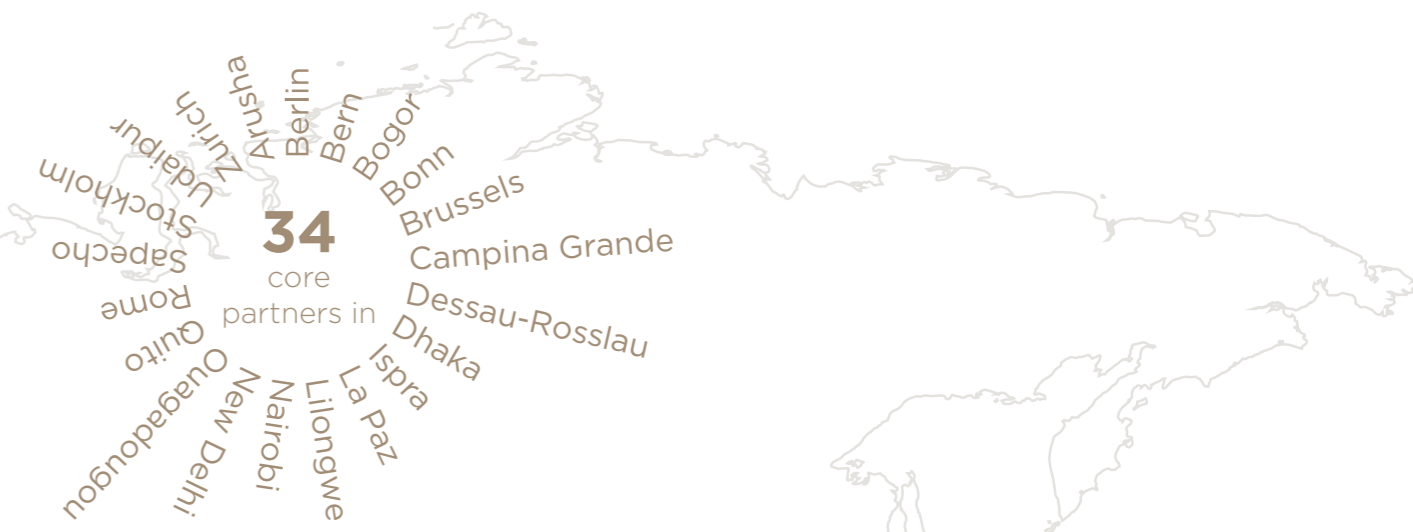 34
core
partners in
Arusha
Berlin
Bern
Bogor
Bonn
Brussels
Campina Grande
Dessau-Rosslau
Dhaka
Ispra
La Paz
Lilongwe
Nairobi
New Delhi
Ouagadougou
Quito
Rome
Sapecho
Stockholm
Udaipur
Zurich